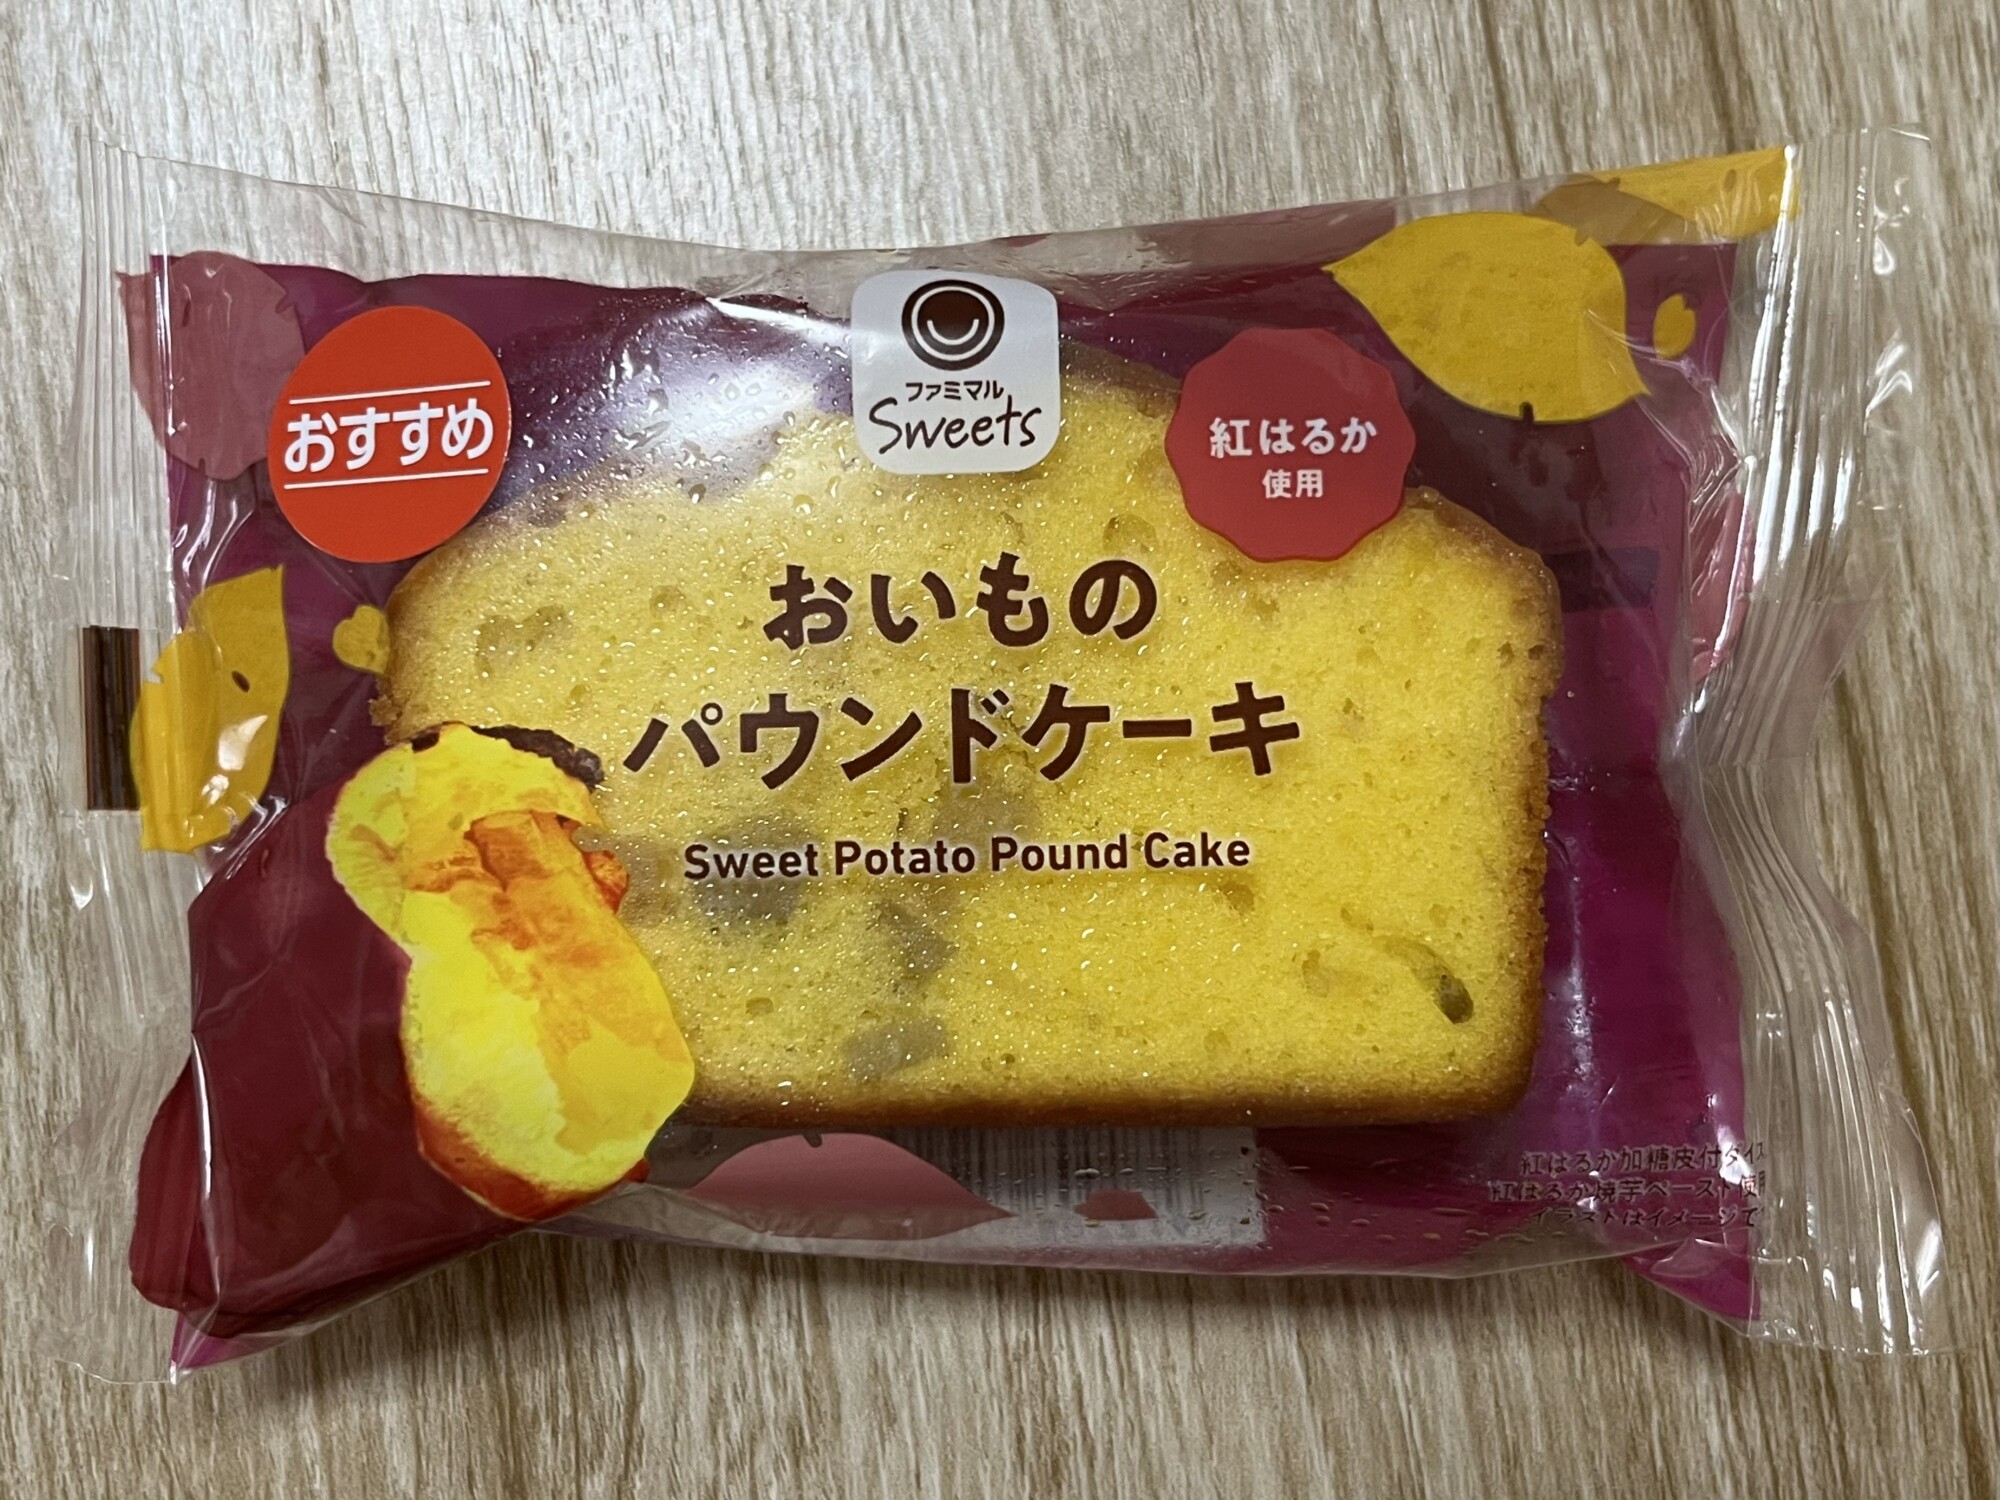 おすすめ
ファミマル
Sweets
紅はるか
使用
おいもの
パウンドケーキ
Sweet Potato Pound Cake
紅はるか加糖皮付ダイス
紅はるか焼芋ペースト使用
イラストはイメージで